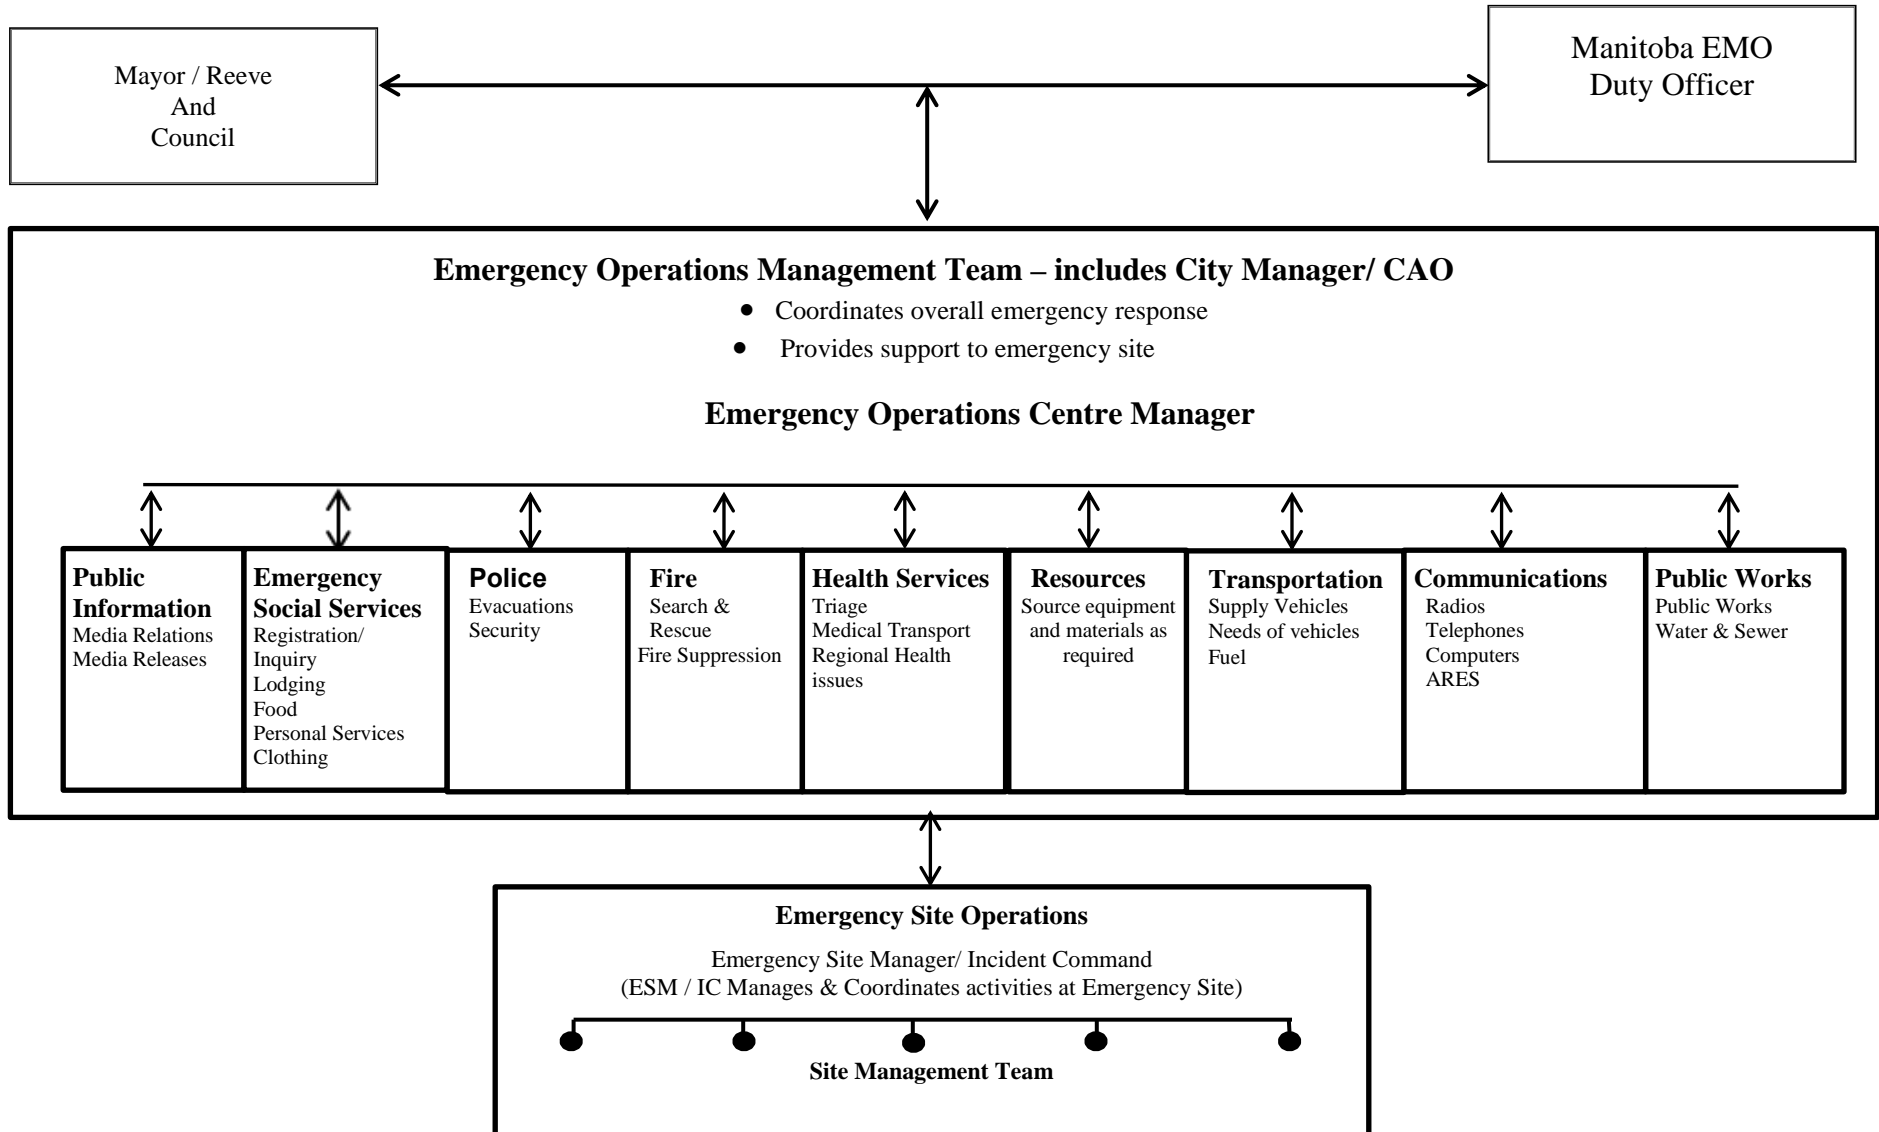 Mayor / Reeve
And
Council
Manitoba EMO
Duty Officer
Emergency Operations Management Team – includes City Manager/ CAO
• Coordinates overall emergency response
• Provides support to emergency site
Emergency Operations Centre Manager
Public
Information
Media Relations
Media Releases
Emergency
Social Services
Registration/
Inquiry
Lodging
Food
Personal Services
Clothing
Police
Evacuations
Security
Fire
Search &
Rescue
Fire Suppression
Health Services
Triage
Medical Transport
Regional Health
issues
Resources
Source equipment
and materials as
required
Transportation
Supply Vehicles
Needs of vehicles
Fuel
Communications
Radios
Telephones
Computers
ARES
Public Works
Public Works
Water & Sewer
Emergency Site Operations
Emergency Site Manager/ Incident Command
(ESM / IC Manages & Coordinates activities at Emergency Site)
Site Management Team